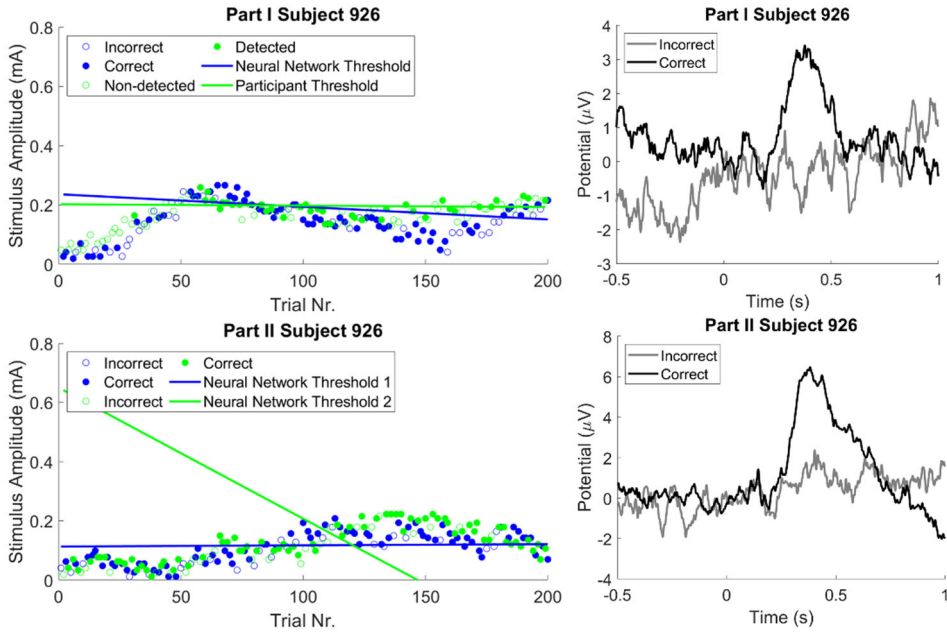 Part I Subject 926
0.8
0.6
0.4
0.2
0
Stimulus Amplitude (mA)
Incorrect
Correct
Non-detected
Detected
Neural Network Threshold
Participant Threshold
0
50
100
150
200
Trial Nr.
Part I Subject 926
4
3
2
1
0
-1
-2
-3
Potential (μV)
Incorrect
Correct
-0.5
0
0.5
1
Time (s)
Part II Subject 926
0.8
0.6
0.4
0.2
0
Stimulus Amplitude (mA)
Incorrect
Correct
Incorrect
Correct
Neural Network Threshold 1
Neural Network Threshold 2
0
50
100
150
200
Trial Nr.
Part II Subject 926
8
6
4
2
0
-2
-4
Potential (μV)
Incorrect
Correct
-0.5
0
0.5
1
Time (s)